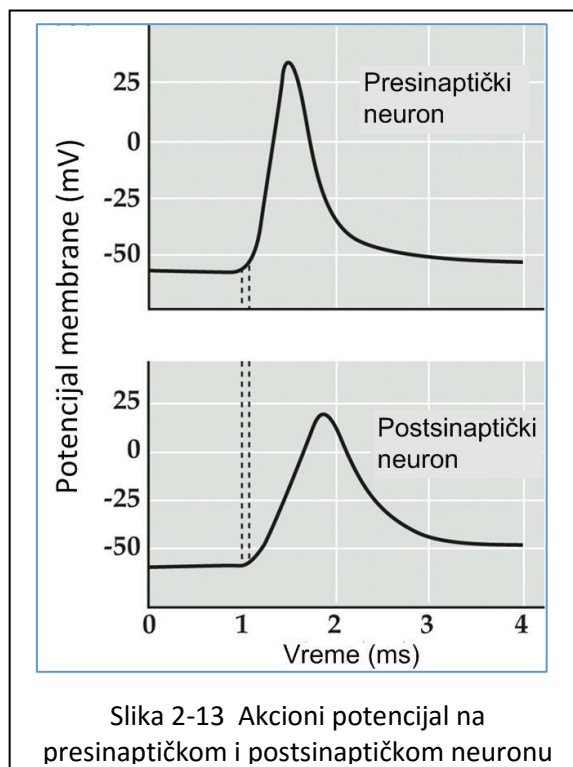 25
0
-25
-50
Presinaptički
neuron
Potencijal membrane (mV)
25
0
-25
-50
Postsinaptički
neuron
0 1 2 3 4
Vreme (ms)
Slika 2-13 Akcioni potencijal na
presinaptičkom i postsinaptičkom neuronu